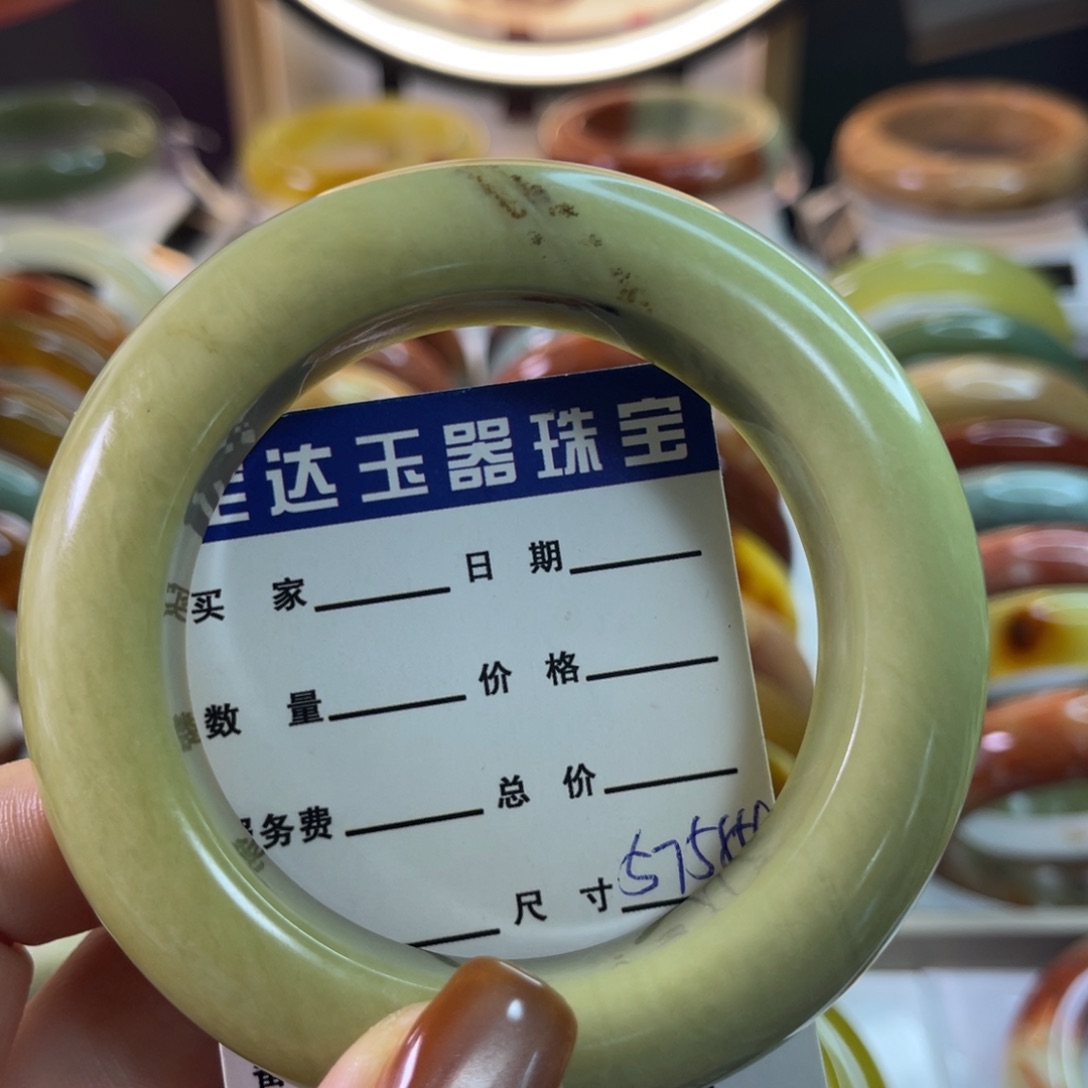 达玉器珠宝
买 家 日 期
数 量 价 格
务费 总 价
尺 寸 575